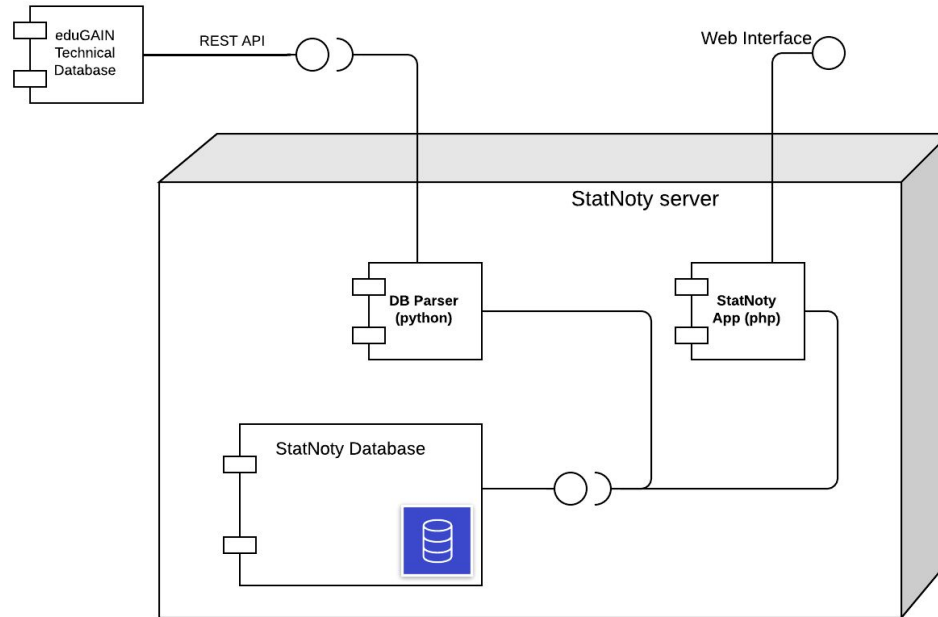 eduGAIN
Technical
Database
REST API
Web Interface
StatNoty server
DB Parser
(python)
StatNoty
App (php)
StatNoty Database